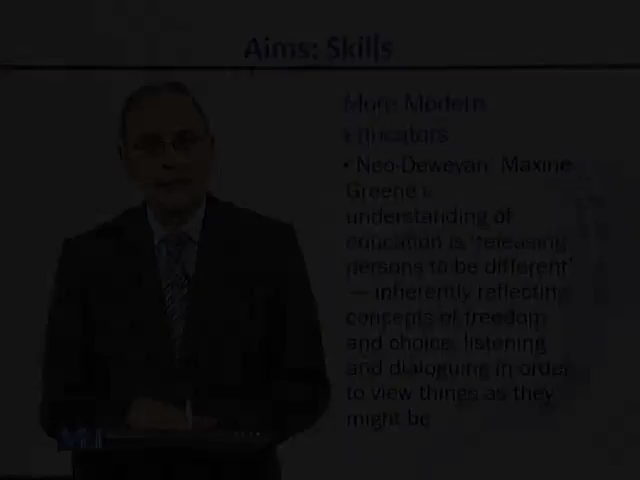 Aims: Skills
More Modern
Educators
• Neo-Deweyan, Maxine
Greene's
understanding of
education is 'releasing
persons to be different'
— inherently reflecting
concepts of freedom
and choice, listening
and dialoguing in order
to view things as they
might be